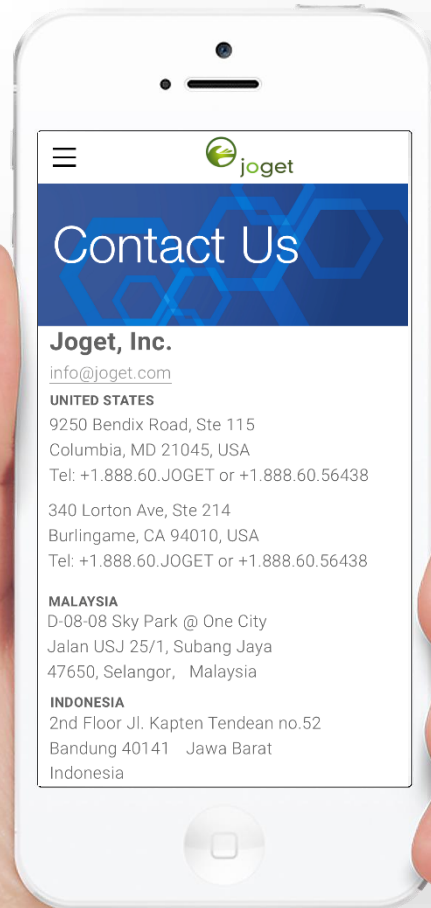 joget
Contact Us
Joget, Inc.
info@joget.com
UNITED STATES
9250 Bendix Road, Ste 115
Columbia, MD 21045, USA
Tel: +1.888.60.JOGET or +1.888.60.56438
340 Lorton Ave, Ste 214
Burlingame, CA 94010, USA
Tel: +1.888.60.JOGET or +1.888.60.56438
MALAYSIA
D-08-08 Sky Park @ One City
Jalan USJ 25/1, Subang Jaya
47650, Selangor, Malaysia
INDONESIA
2nd Floor Jl. Kapten Tendean no.52
Bandung 40141 Jawa Barat
Indonesia